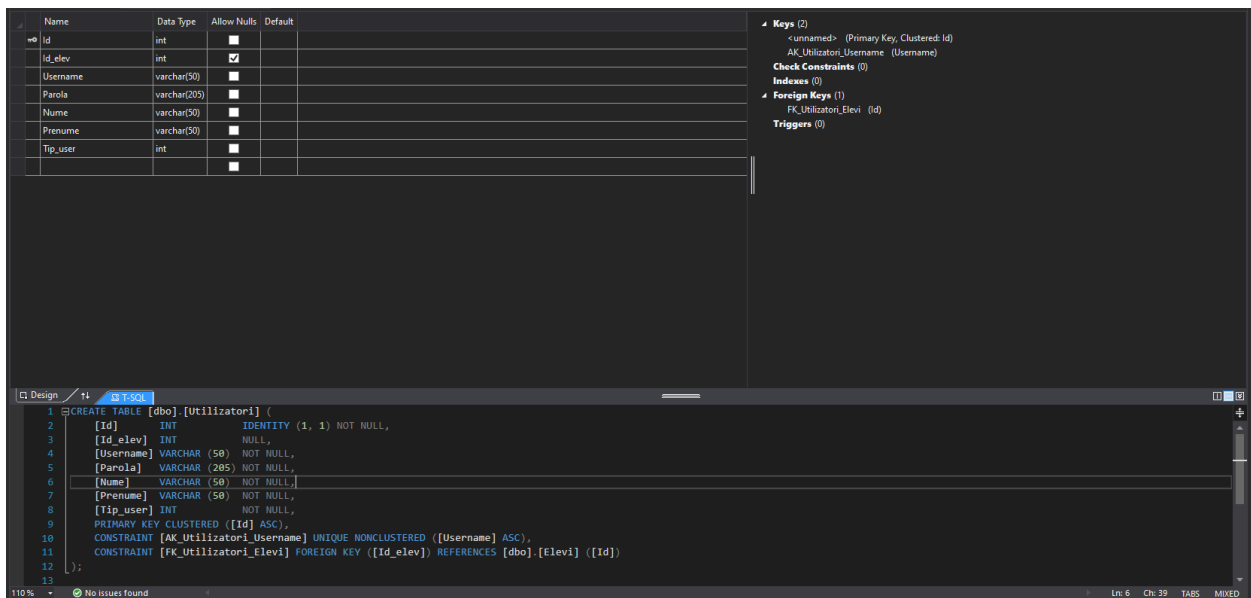 Name Data Type Allow Nulls Default
Id int
Id_elev int
Username varchar(50)
Parola varchar(205)
Nume varchar(50)
Prenume varchar(50)
Tip_user int
Keys (2)
<unnamed> (Primary Key, Clustered: Id)
AK_Utilizatori_Username (Username)
Check Constraints (0)
Indexes (0)
Foreign Keys (1)
FK_Utilizatori_Elevi (Id)
Triggers (0)
Design T-SQL
1 CREATE TABLE [dbo].[Utilizatori] (
2 [Id] INT IDENTITY (1, 1) NOT NULL,
3 [Id_elev] INT NULL,
4 [Username] VARCHAR (50) NOT NULL,
5 [Parola] VARCHAR (205) NOT NULL,
6 [Nume] VARCHAR (50) NOT NULL,
7 [Prenume] VARCHAR (50) NOT NULL,
8 [Tip_user] INT NOT NULL,
9 PRIMARY KEY CLUSTERED ([Id] ASC),
10 CONSTRAINT [AK_Utilizatori_Username] UNIQUE NONCLUSTERED ([Username] ASC),
11 CONSTRAINT [FK_Utilizatori_Elevi] FOREIGN KEY ([Id_elev]) REFERENCES [dbo].[Elevi] ([Id])
12 );
13
110 % No issues found Ln: 6 Ch: 39 TABS MIXED